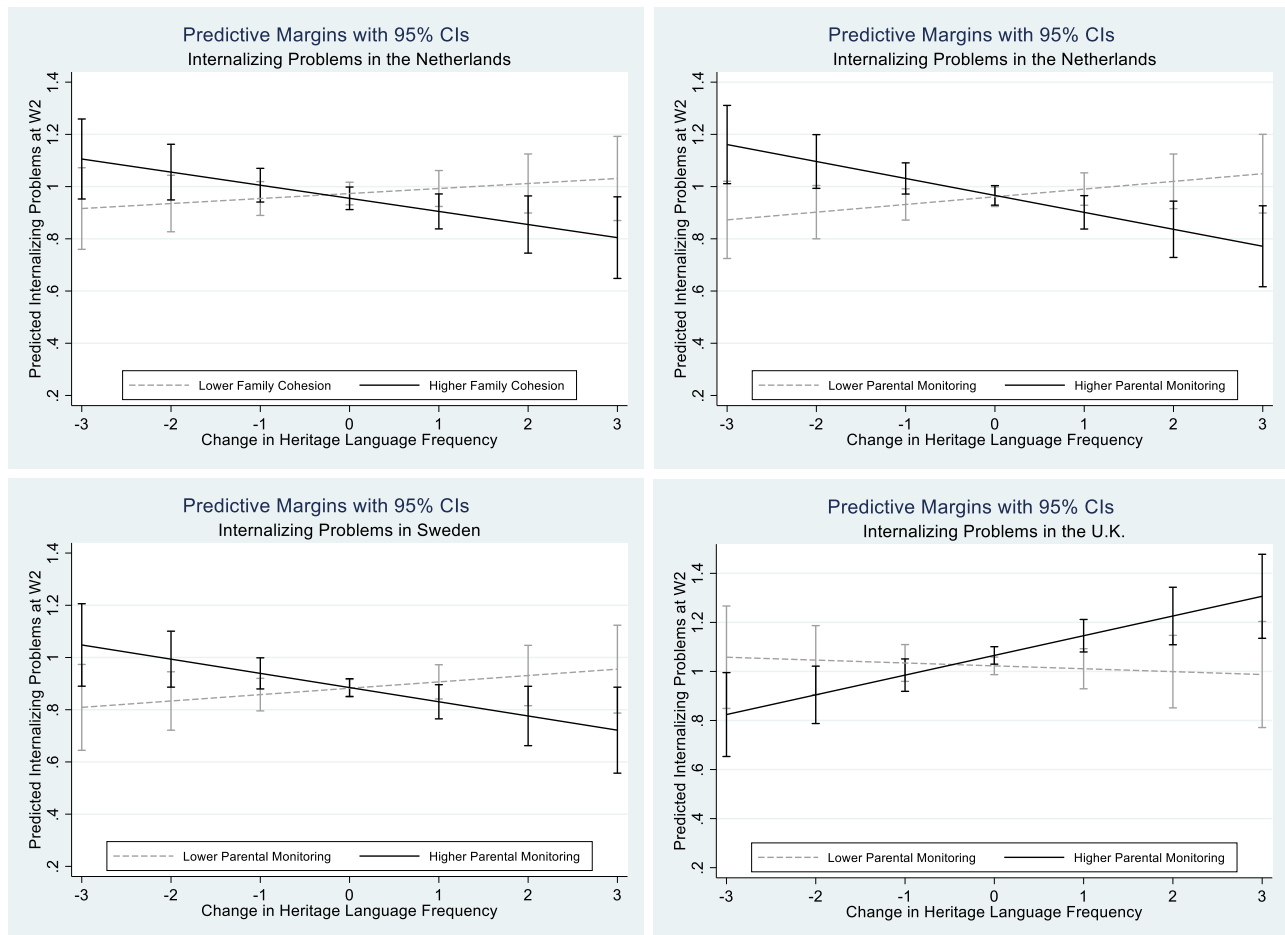 Predictive Margins with 95% CIs
Internalizing Problems in the Netherlands
Predicted Internalizing Problems at W2
1.4
1.2
1
.8
.6
.4
.2
Lower Family Cohesion Higher Family Cohesion
-3 -2 -1 0 1 2 3
Change in Heritage Language Frequency
Predictive Margins with 95% CIs
Internalizing Problems in the Netherlands
Predicted Internalizing Problems at W2
1.4
1.2
1
.8
.6
.4
.2
Lower Parental Monitoring Higher Parental Monitoring
-3 -2 -1 0 1 2 3
Change in Heritage Language Frequency
Predictive Margins with 95% CIs
Internalizing Problems in Sweden
Predicted Internalizing Problems at W2
1.4
1.2
1
.8
.6
.4
.2
Lower Parental Monitoring Higher Parental Monitoring
-3 -2 -1 0 1 2 3
Change in Heritage Language Frequency
Predictive Margins with 95% CIs
Internalizing Problems in the U.K.
Predicted Internalizing Problems at W2
1.4
1.2
1
.8
.6
.4
.2
Lower Parental Monitoring Higher Parental Monitoring
-3 -2 -1 0 1 2 3
Change in Heritage Language Frequency